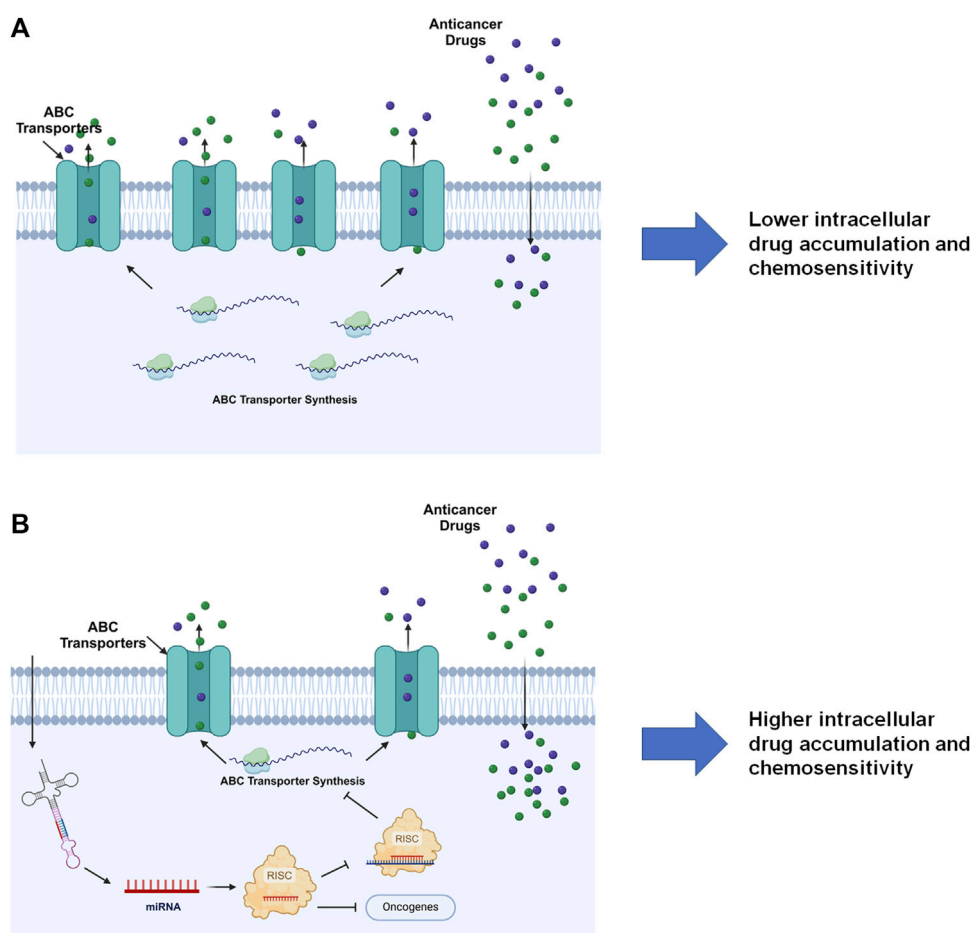 A
Anticancer
Drugs
ABC
Transporters
Lower intracellular
drug accumulation and
chemosensitivity
ABC Transporter Synthesis
B
Anticancer
Drugs
ABC
Transporters
Higher intracellular
drug accumulation and
chemosensitivity
ABC Transporter Synthesis
RISC
RISC
miRNA
Oncogenes